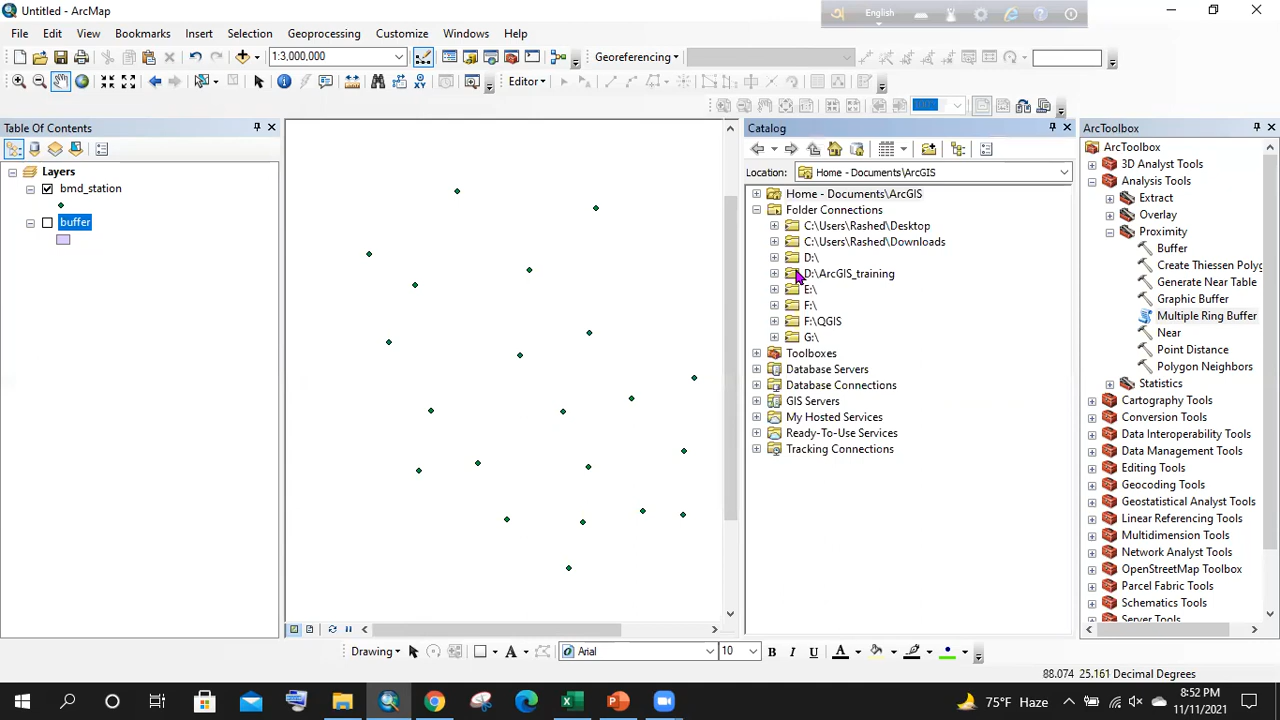 Untitled - ArcMap
English
File Edit View Bookmarks Insert Selection Geoprocessing Customize Windows Help
1:3,000,000
Georeferencing
Editor
Table Of Contents
Layers
bmd_station
buffer
Catalog
Location: Home - Documents\ArcGIS
Home - Documents\ArcGIS
Folder Connections
C:\Users\Rashed\Desktop
C:\Users\Rashed\Downloads
D:\
D:\ArcGIS_training
E:\
F:\
F:\QGIS
G:\
Toolboxes
Database Servers
Database Connections
GIS Servers
My Hosted Services
Ready-To-Use Services
Tracking Connections
ArcToolbox
ArcToolbox
3D Analyst Tools
Analysis Tools
Extract
Overlay
Proximity
Buffer
Create Thiessen Polyg
Generate Near Table
Graphic Buffer
Multiple Ring Buffer
Near
Point Distance
Polygon Neighbors
Statistics
Cartography Tools
Conversion Tools
Data Interoperability Tools
Data Management Tools
Editing Tools
Geocoding Tools
Geostatistical Analyst Tools
Linear Referencing Tools
Multidimension Tools
Network Analyst Tools
OpenStreetMap Toolbox
Parcel Fabric Tools
Schematics Tools
Server Tools
Drawing
A
Arial
10
B I U A
88.074 25.161 Decimal Degrees
75°F Haze
8:52 PM
11/11/2021